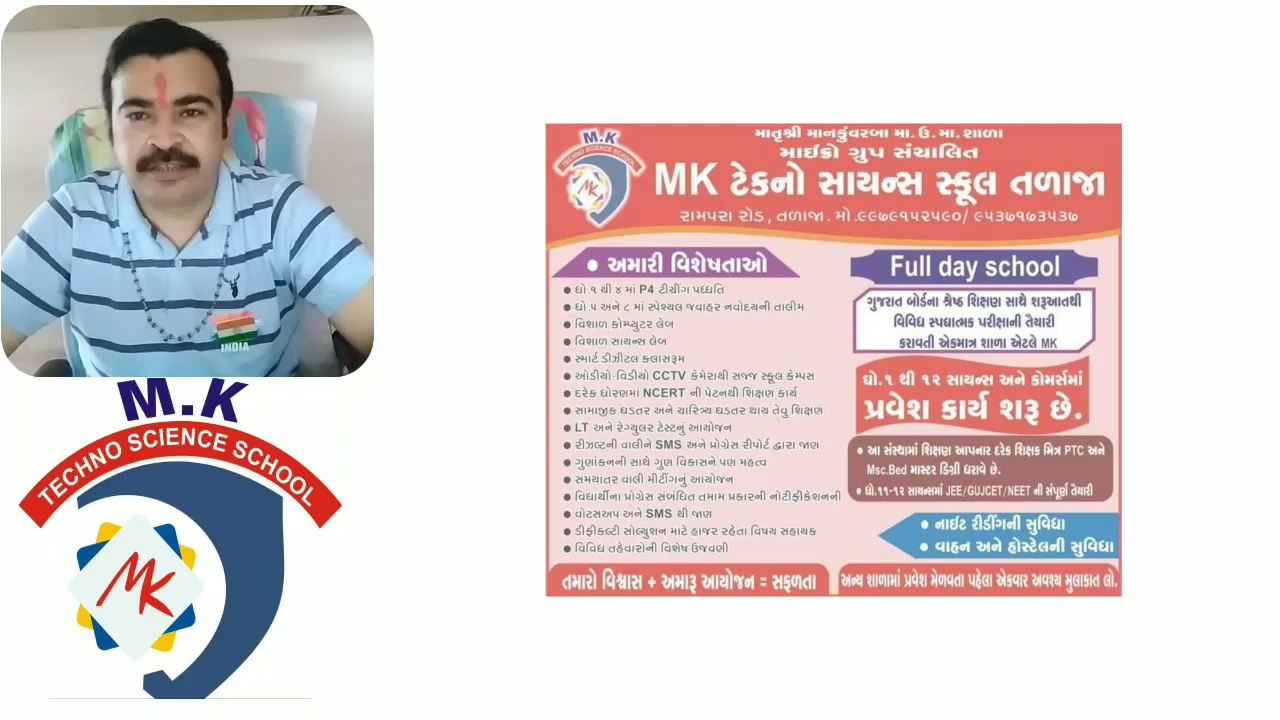 INDIA
M.K
TECHNO SCIENCE SCHOOL
MK
M.K
TECHNO SCIENCE SCHOOL
MK
માતૃશ્રી માનકુંવરબા મા. ઉ. મા. શાળા
માઈક્રો ગ્રુપ સંચાલિત
MK ટેકનો સાયન્સ સ્કૂલ તળાજા
રામપરા રોડ, તળાજા. મો.૯૯૭૯૧૫૨૫૯૦/ ૯૫૩૭૧૭૩૫૩૭
● અમારી વિશેષતાઓ
● ધો.૧ થી ૪ માં P4 ટીચીંગ પધ્ધતિ
● ધો.૫ અને ૮ માં સ્પેશ્યલ જવાહર નવોદયની તાલીમ
● વિશાળ કોમ્પ્યુટર લેબ
● વિશાળ સાયન્સ લેબ
● સ્માર્ટ ડીઝીટલ કલાસરૂમ
● ઓડીયો-વિડીયો CCTV કેમેરાથી સજ્જ સ્કૂલ કેમ્પસ
● દરેક ધોરણમાં NCERT ની પેટનથી શિક્ષણ કાર્ય
● સામાજીક ઘડતર અને ચારિત્ર્ય ઘડતર થાય તેવુ શિક્ષણ
● LT અને રેગ્યુલર ટેસ્ટનું આયોજન
● રીઝલ્ટની વાલીને SMS અને પ્રોગ્રેસ રીપોર્ટ દ્વારા જાણ
● ગુણાંકનની સાથે ગુણ વિકાસને પણ મહત્વ
● સમયાંતર વાલી મીટીંગનું આયોજન
● વિદ્યાર્થીના પ્રોગ્રેસ સંબંધિત તમામ પ્રકારની નોટીફીકેશનની
● વોટસઅપ અને SMS થી જાણ
● ડીફીકલ્ટી સોલ્યુશન માટે હાજર રહેતા વિષય સહાયક
● વિવિધ તહેવારોની વિશેષ ઉજવણી
તમારો વિશ્વાસ + અમારૂ આયોજન = સફળતા
Full day school
ગુજરાત બોર્ડના શ્રેષ્ઠ શિક્ષણ સાથે શરૂઆતથી
વિવિધ સ્પર્ધાત્મક પરીક્ષાની તૈયારી
કરાવતી એકમાત્ર શાળા એટલે MK
ધો.૧ થી ૧૨ સાયન્સ અને કોમર્સમાં
પ્રવેશ કાર્ય શરૂ છે.
● આ સંસ્થામાં શિક્ષણ આપનાર દરેક શિક્ષક મિત્ર PTC અને
Msc.Bed માસ્ટર ડિગ્રી ધરાવે છે.
● ધો.૧૧-૧૨ સાયન્સમાં JEE/GUJCET/NEET ની સંપૂર્ણ તૈયારી
● નાઈટ રીડીંગની સુવિધા
● વાહન અને હોસ્ટેલની સુવિધા
અન્ય શાળામાં પ્રવેશ મેળવતા પહેલા એકવાર અવશ્ય મુલાકાત લો.